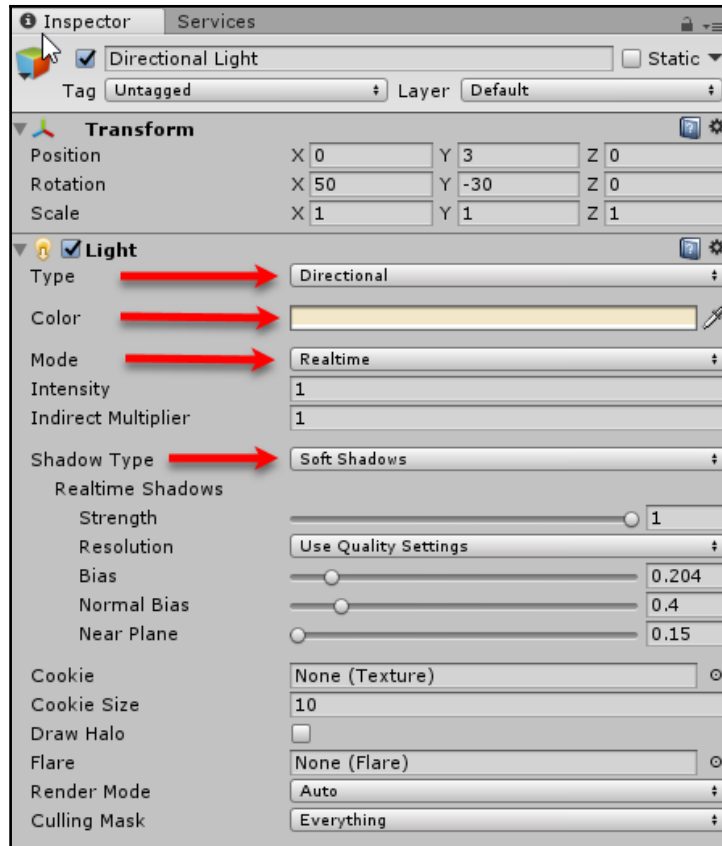 Inspector Services
Directional Light Static
Tag Untagged Layer Default
Transform
Position X 0 Y 3 Z 0
Rotation X 50 Y -30 Z 0
Scale X 1 Y 1 Z 1
Light
Type Directional
Color
Mode Realtime
Intensity 1
Indirect Multiplier 1
Shadow Type Soft Shadows
Realtime Shadows
Strength 1
Resolution Use Quality Settings
Bias 0.204
Normal Bias 0.4
Near Plane 0.15
Cookie None (Texture)
Cookie Size 10
Draw Halo
Flare None (Flare)
Render Mode Auto
Culling Mask Everything